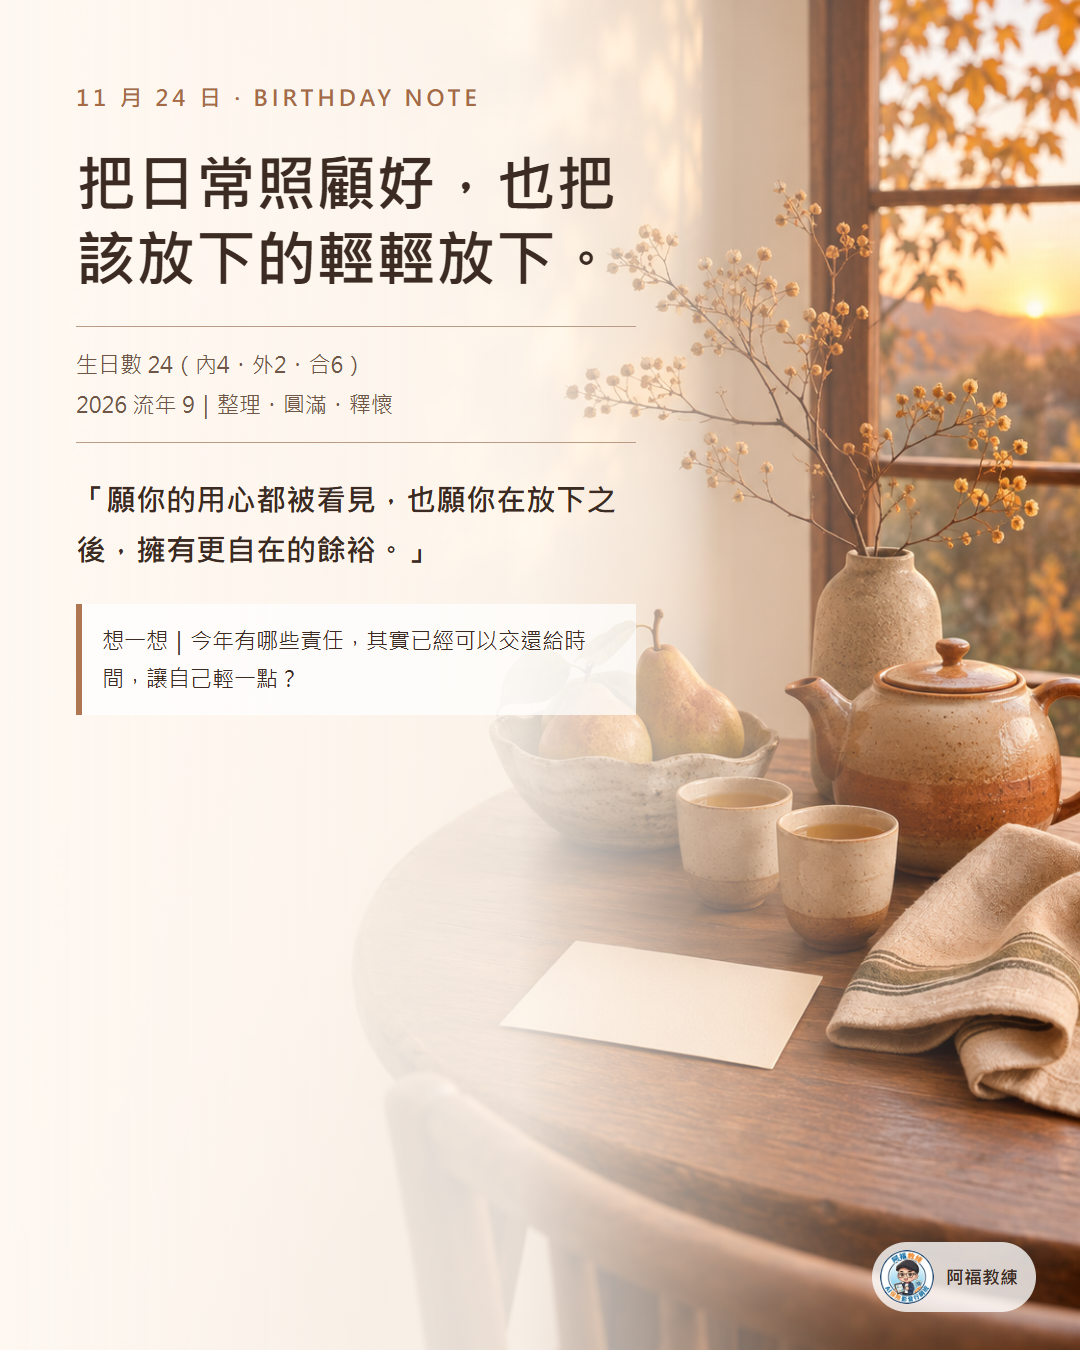 11 月 24 日 · BIRTHDAY NOTE
把日常照顧好，也把
該放下的輕輕放下。
生日數 24（內4．外2．合6）
2026 流年 9｜整理．圓滿．釋懷
「願你的用心都被看見，也願你在放下之
後，擁有更自在的餘裕。」
想一想｜今年有哪些責任，其實已經可以交還給時
間，讓自己輕一點？
阿福教練